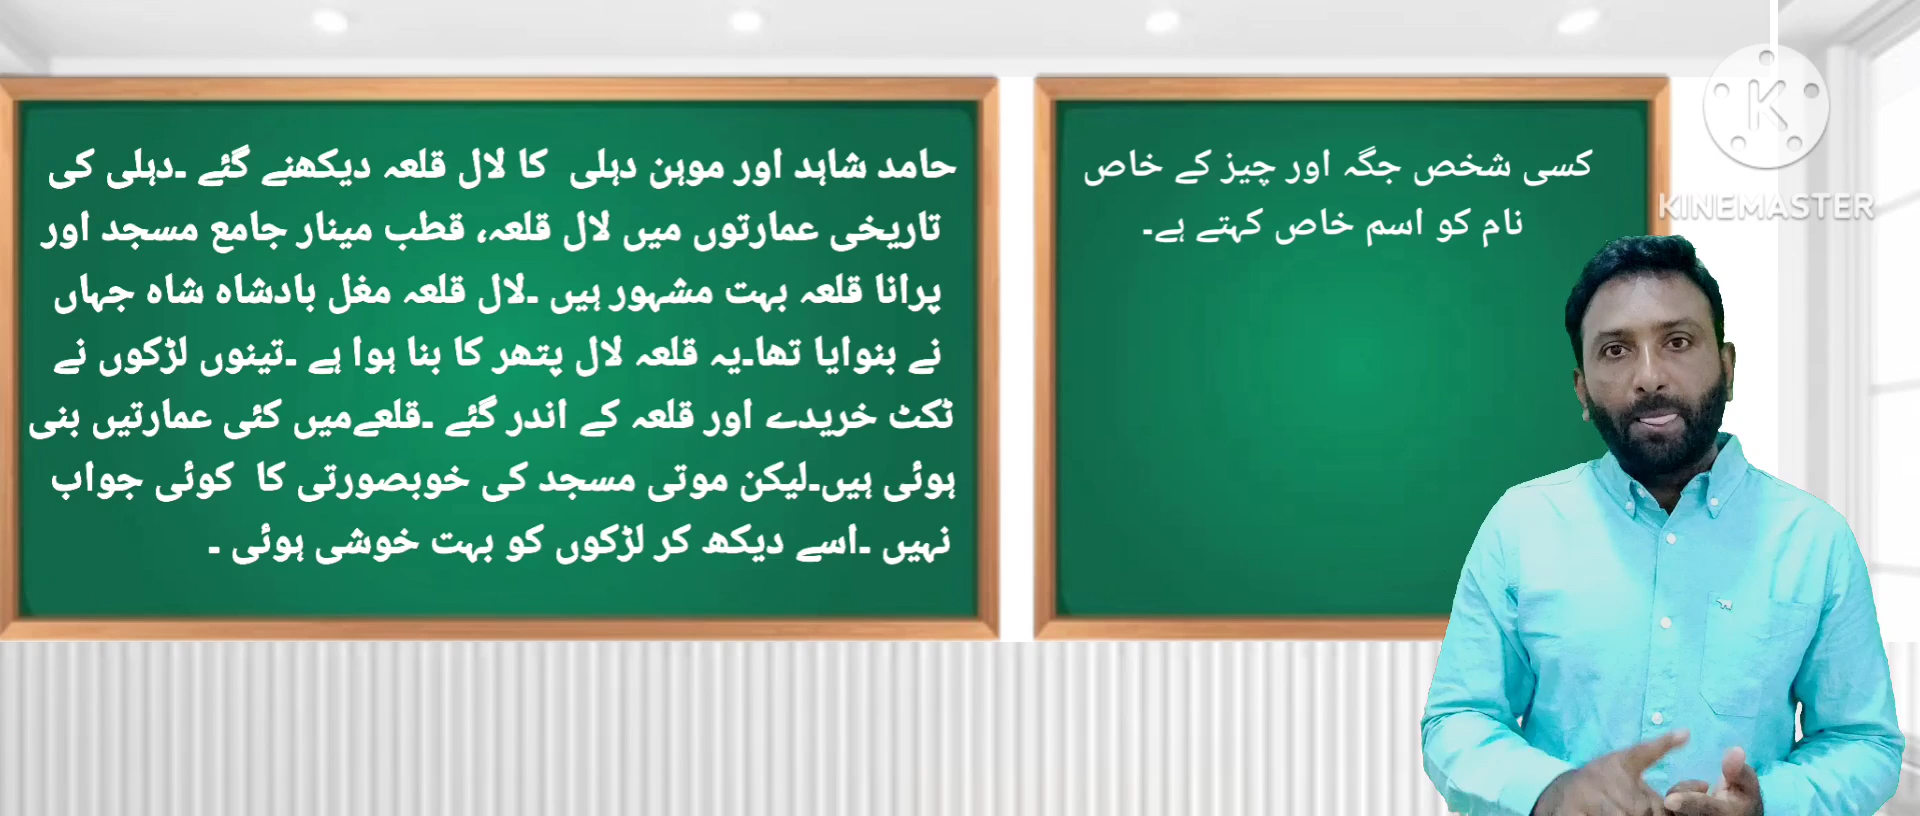 کسی شخص جگہ اور چیز کے خاص
نام کو اسم خاص کہتے ہے۔
حامد شاہد اور موہن دہلی کا لال قلعہ دیکھنے گئے ۔دہلی کی
تاریخی عمارتوں میں لال قلعہ، قطب مینار جامع مسجد اور
پرانا قلعہ بہت مشہور ہیں ۔لال قلعہ مغل بادشاہ شاہ جہاں
نے بنوایا تھا۔یہ قلعہ لال پتھر کا بنا ہوا ہے ۔تینوں لڑکوں نے
ٹکٹ خریدے اور قلعہ کے اندر گئے ۔قلعےمیں کئی عمارتیں بنی
ہوئی ہیں۔لیکن موتی مسجد کی خوبصورتی کا کوئی جواب
نہیں ۔اسے دیکھ کر لڑکوں کو بہت خوشی ہوئی ۔
K
KINEMASTER